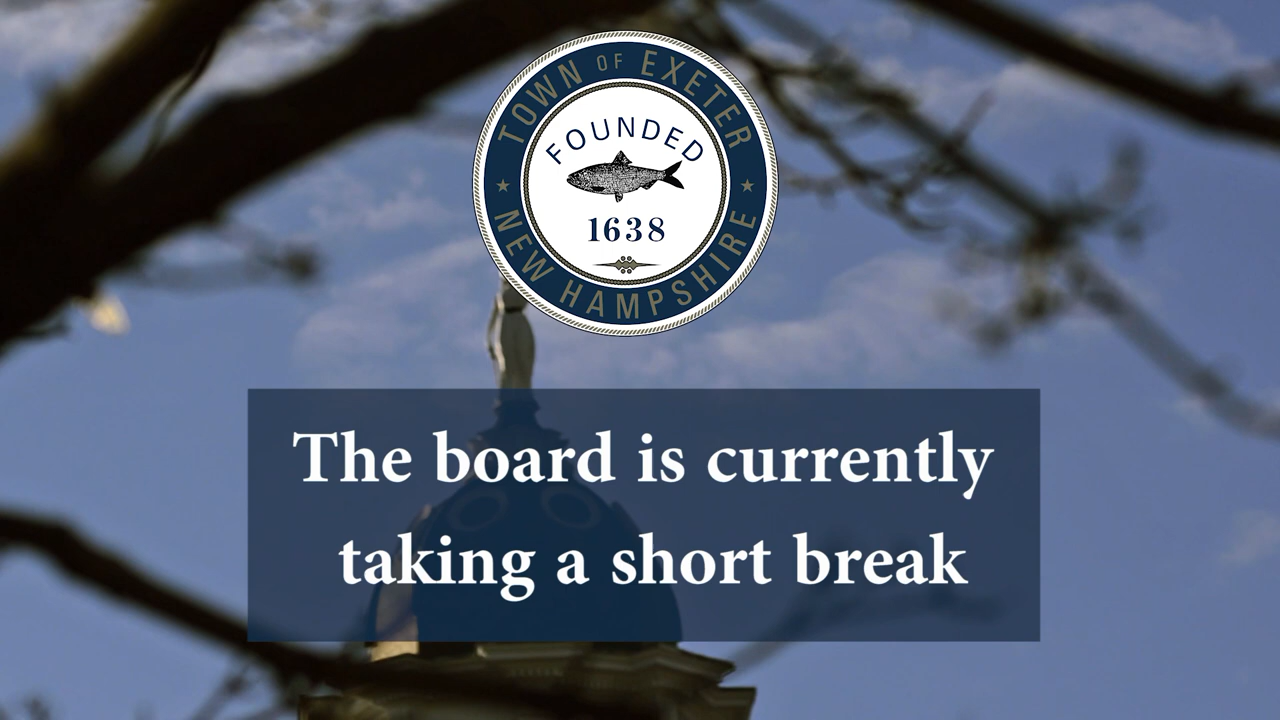 TOWN OF EXETER
FOUNDED
1638
NEW HAMPSHIRE
The board is currently
taking a short break